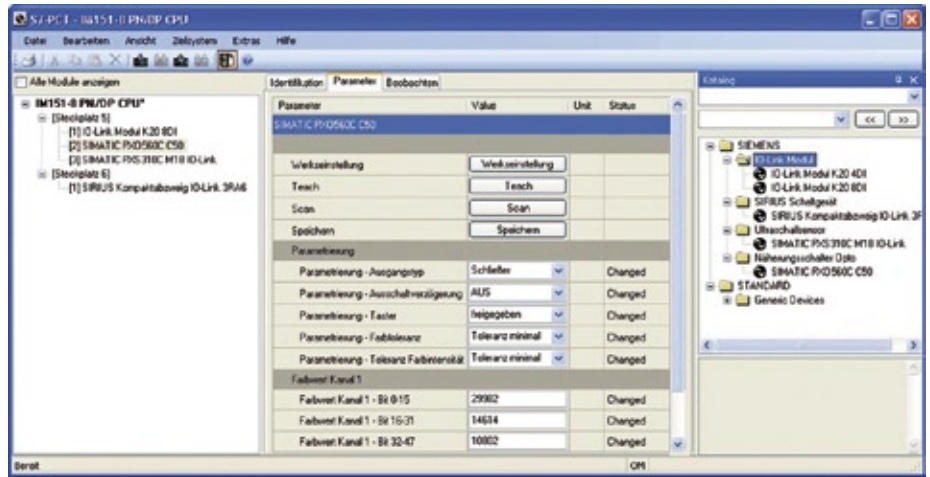 S7-PCT - IM151-8 PN/DP CPU
Datei Bearbeiten Ansicht Zielsystem Extras Hilfe
Alle Module anzeigen
IM151-8 PN/DP CPU*
[Steckplatz 5]
[1] IO-Link Modul K20 8DI
[2] SIMATIC PXO560C C50
[3] SIMATIC PXS310C M18 IO-Link
[Steckplatz 6]
[1] SIRIUS Kompaktabzweig IO-Link 3RA6
Identifikation Parameter Beobachten
Parameter Value Unit Status
SIMATIC PXO560C C50
Werkseinstellung Werkseinstellung
Teach Teach
Scan Scan
Speichern Speichern
Parametrierung
Parametrierung - Ausgangstyp Schließer Changed
Parametrierung - Ausschaltverzögerung AUS Changed
Parametrierung - Taster freigegeben Changed
Parametrierung - Farbtoleranz Toleranz minimal Changed
Parametrierung - Toleranz Farbintensität Toleranz minimal Changed
Farbwert Kanal 1
Farbwert Kanal 1 - Bit 0-15 29982 Changed
Farbwert Kanal 1 - Bit 16-31 14614 Changed
Farbwert Kanal 1 - Bit 32-47 10802 Changed
Katalog
<< >>
SIEMENS
IO-Link Modul
IO-Link Modul K20 4DI
IO-Link Modul K20 8DI
SIRIUS Schaltgerät
SIRIUS Kompaktabzweig IO-Link 3F
Ultraschallsensor
SIMATIC PXS310C M18 IO-Link
Näherungsschalter Opto
SIMATIC PXO560C C50
STANDARD
Generic Devices
Bereit